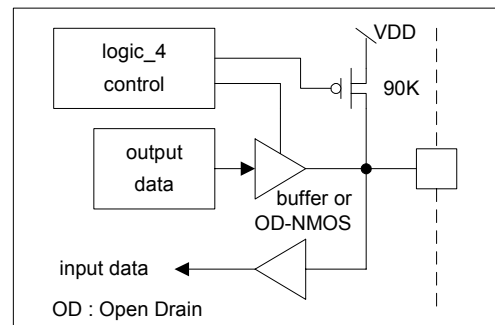 logic_4
control
VDD
90K
output
data
buffer or
OD-NMOS
input data
OD : Open Drain